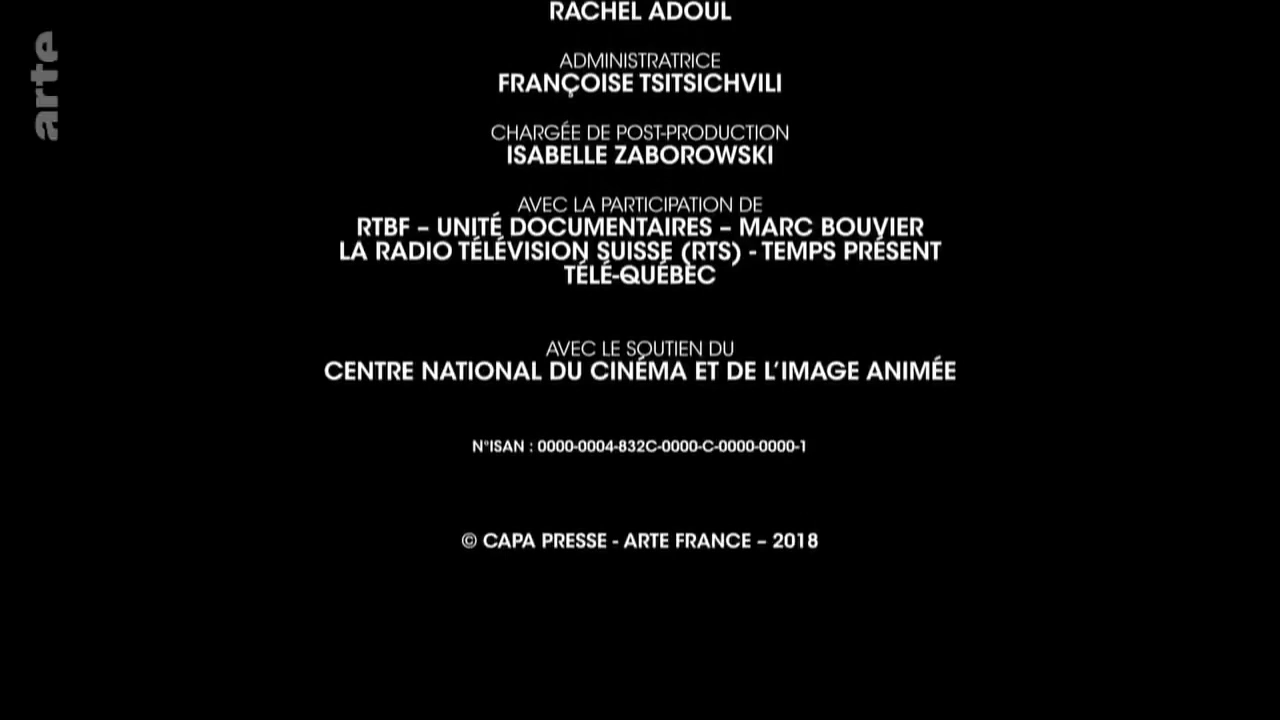 arte
RACHEL ADOUL
ADMINISTRATRICE
FRANÇOISE TSITSICHVILI
CHARGÉE DE POST-PRODUCTION
ISABELLE ZABOROWSKI
AVEC LA PARTICIPATION DE
RTBF – UNITÉ DOCUMENTAIRES – MARC BOUVIER
LA RADIO TÉLÉVISION SUISSE (RTS) - TEMPS PRÉSENT
TÉLÉ-QUÉBEC
AVEC LE SOUTIEN DU
CENTRE NATIONAL DU CINÉMA ET DE L’IMAGE ANIMÉE
N°ISAN : 0000-0004-832C-0000-C-0000-0000-1
© CAPA PRESSE - ARTE FRANCE – 2018